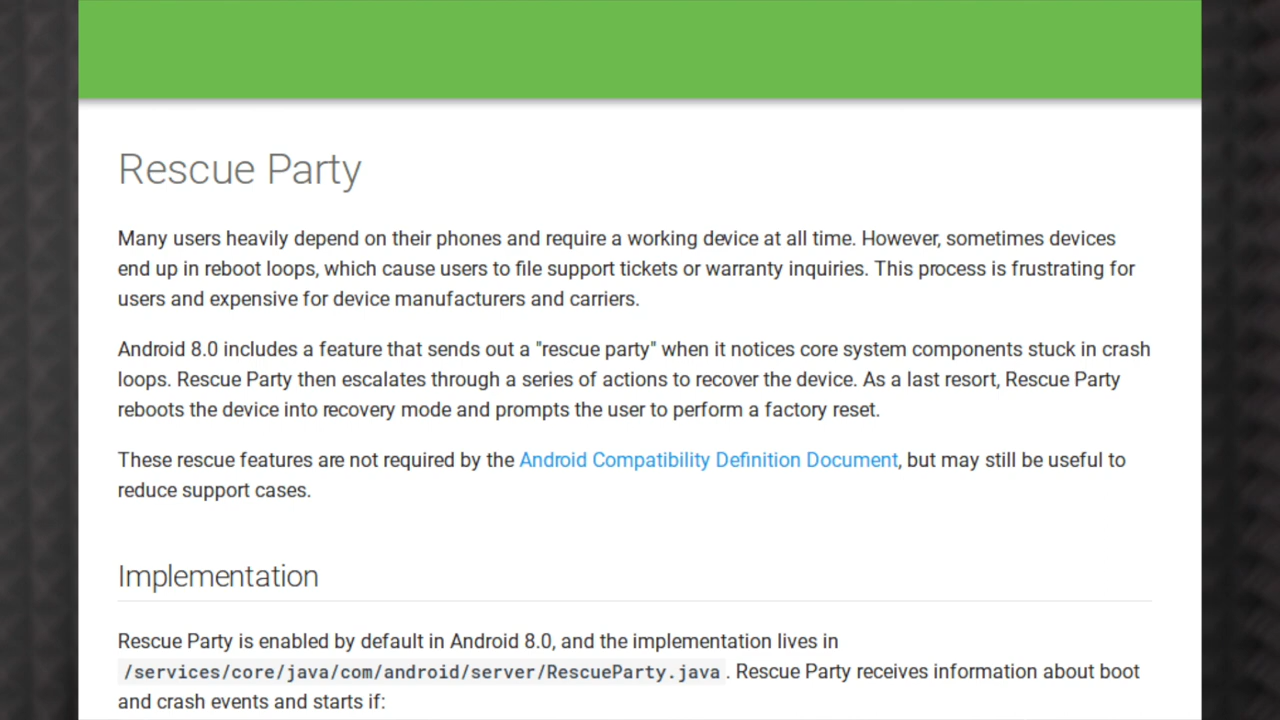 Rescue Party
Many users heavily depend on their phones and require a working device at all time. However, sometimes devices
end up in reboot loops, which cause users to file support tickets or warranty inquiries. This process is frustrating for
users and expensive for device manufacturers and carriers.
Android 8.0 includes a feature that sends out a "rescue party" when it notices core system components stuck in crash
loops. Rescue Party then escalates through a series of actions to recover the device. As a last resort, Rescue Party
reboots the device into recovery mode and prompts the user to perform a factory reset.
These rescue features are not required by the Android Compatibility Definition Document, but may still be useful to
reduce support cases.
Implementation
Rescue Party is enabled by default in Android 8.0, and the implementation lives in
/services/core/java/com/android/server/RescueParty.java. Rescue Party receives information about boot
and crash events and starts if: